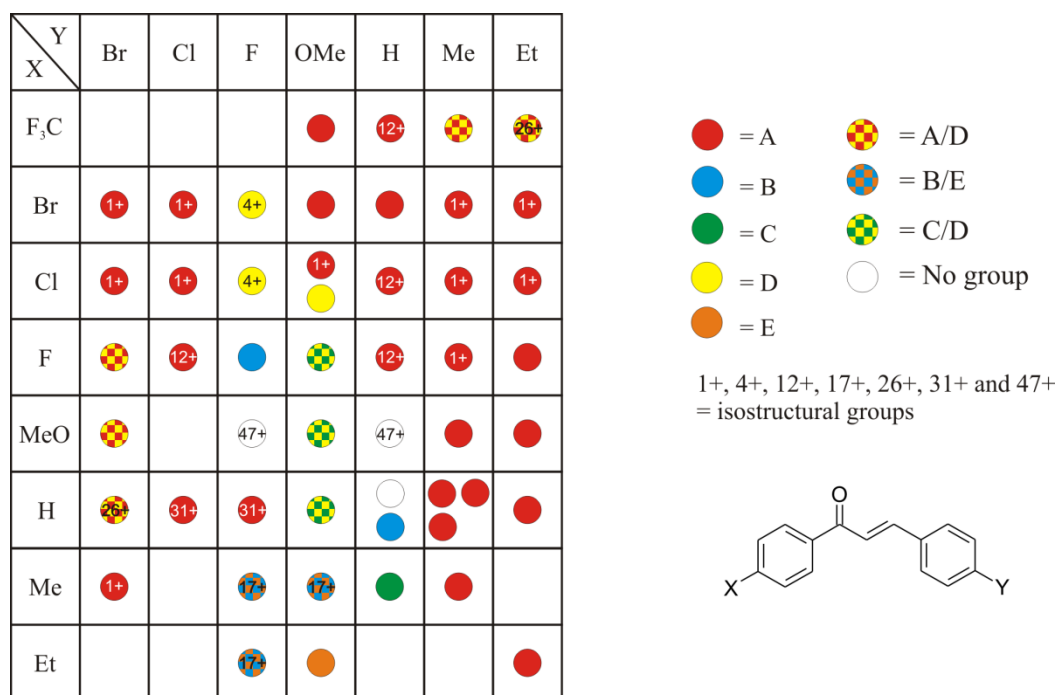 Y
X
Br Cl F OMe H Me Et
F₃C 12+ 26+
Br 1+ 1+ 4+ 1+ 1+
Cl 1+ 1+ 4+ 1+ 12+ 1+ 1+
F 12+ 12+ 1+
MeO 47+ 47+
H 26+ 31+ 31+
Me 1+ 17+ 17+
Et 17+
= A
= B
= C
= D
= E
= A/D
= B/E
= C/D
= No group
1+, 4+, 12+, 17+, 26+, 31+ and 47+
= isostructural groups
O
X
Y